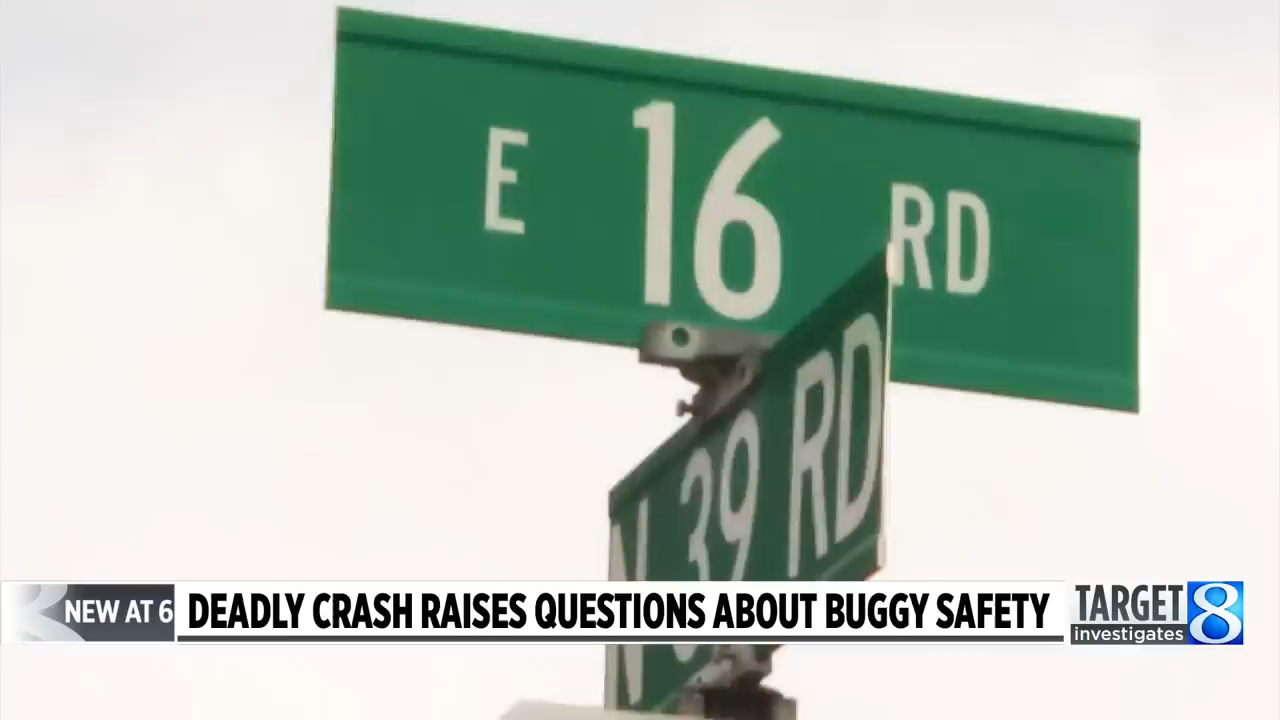 E 16 RD
N 39 RD
NEW AT 6
DEADLY CRASH RAISES QUESTIONS ABOUT BUGGY SAFETY
TARGET 8
investigates